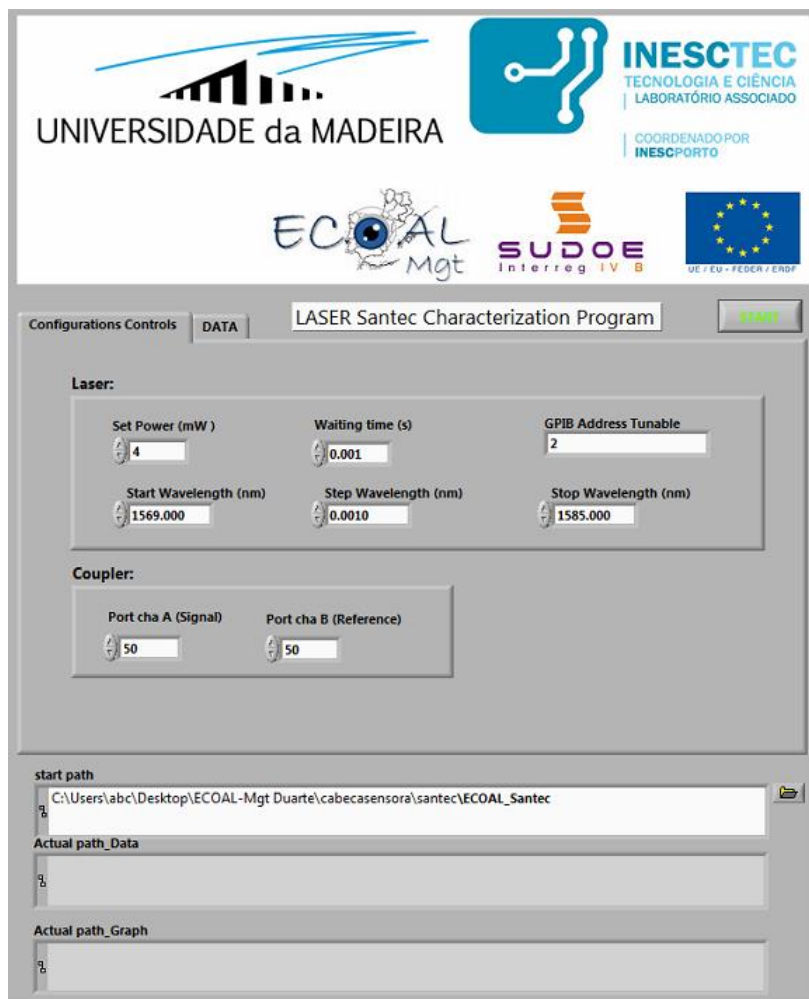 UNIVERSIDADE da MADEIRA
INESCTEC
TECNOLOGIA E CIÊNCIA
LABORATÓRIO ASSOCIADO
COORDENADO POR
INESCPORTO
ECOAL
Mgt
SUDOE
Interreg IV B
UE / EU - FEDER / ERDF
Configurations Controls
DATA
LASER Santec Characterization Program
START
Laser:
Set Power (mW )
Waiting time (s)
GPIB Address Tunable
4
0.001
2
Start Wavelength (nm)
Step Wavelength (nm)
Stop Wavelength (nm)
1569.000
0.0010
1585.000
Coupler:
Port cha A (Signal)
Port cha B (Reference)
50
50
start path
C:\Users\abc\Desktop\ECOAL-Mgt Duarte\cabecasensora\santec\ECOAL_Santec
Actual path_Data
Actual path_Graph